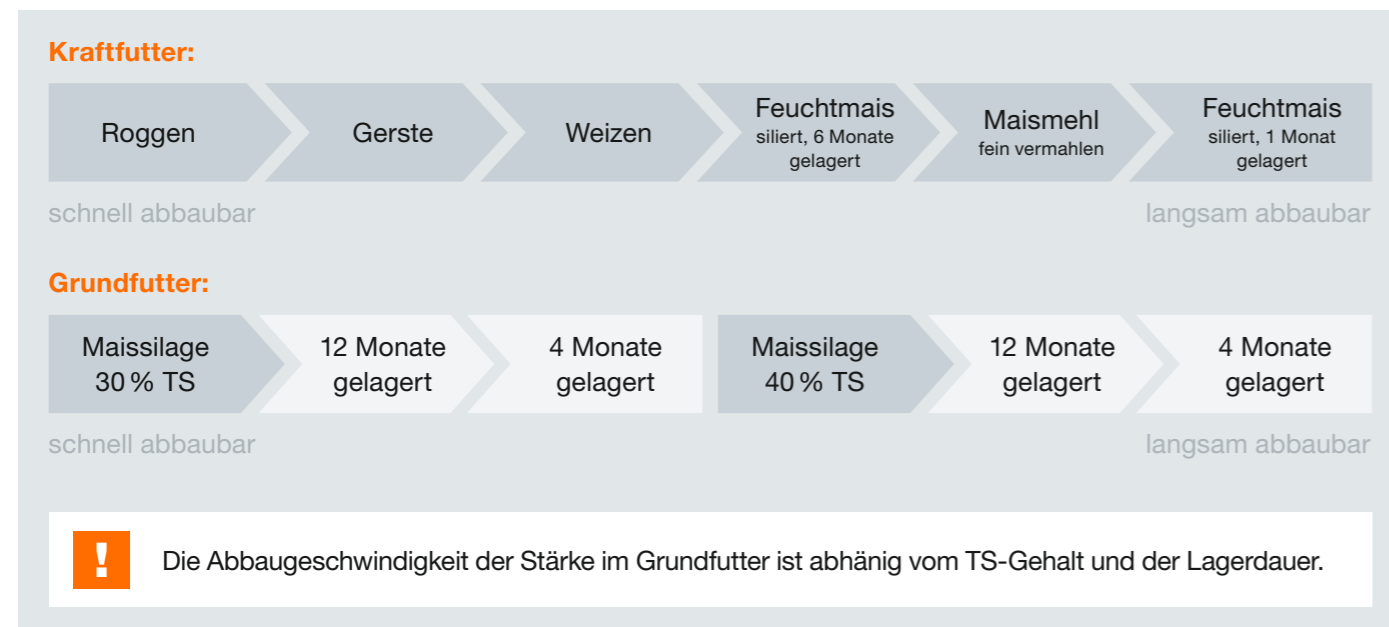 Kraftfutter:
Roggen
Gerste
Weizen
Feuchtmais
siliert, 6 Monate
gelagert
Maismehl
fein vermahlen
Feuchtmais
siliert, 1 Monat
gelagert
schnell abbaubar
langsam abbaubar
Grundfutter:
Maissilage
30 % TS
12 Monate
gelagert
4 Monate
gelagert
Maissilage
40 % TS
12 Monate
gelagert
4 Monate
gelagert
schnell abbaubar
langsam abbaubar
! Die Abbaugeschwindigkeit der Stärke im Grundfutter ist abhänig vom TS-Gehalt und der Lagerdauer.